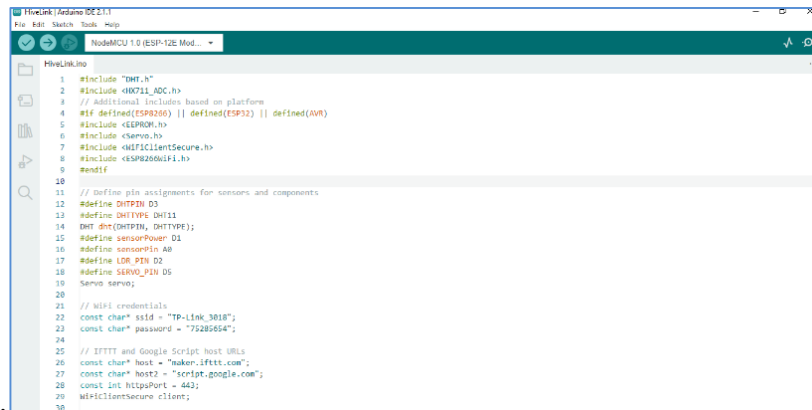 HiveLink | Arduino IDE 2.1.1
File Edit Sketch Tools Help
NodeMCU 1.0 (ESP-12E Mod...
HiveLink.ino
1 #include "DHT.h"
2 #include <HX711_ADC.h>
3 // Additional includes based on platform
4 #if defined(ESP8266) || defined(ESP32) || defined(AVR)
5 #include <EEPROM.h>
6 #include <Servo.h>
7 #include <WiFiClientSecure.h>
8 #include <ESP8266WiFi.h>
9 #endif
10
11 // Define pin assignments for sensors and components
12 #define DHTPIN D3
13 #define DHTTYPE DHT11
14 DHT dht(DHTPIN, DHTTYPE);
15 #define sensorPower D1
16 #define sensorPin A0
17 #define LDR_PIN D2
18 #define SERVO_PIN D5
19 Servo servo;
20
21 // WiFi credentials
22 const char* ssid = "TP-Link_3018";
23 const char* password = "75285654";
24
25 // IFTTT and Google Script host URLs
26 const char* host = "maker.ifttt.com";
27 const char* host2 = "script.google.com";
28 const int httpsPort = 443;
29 WiFiClientSecure client;
30